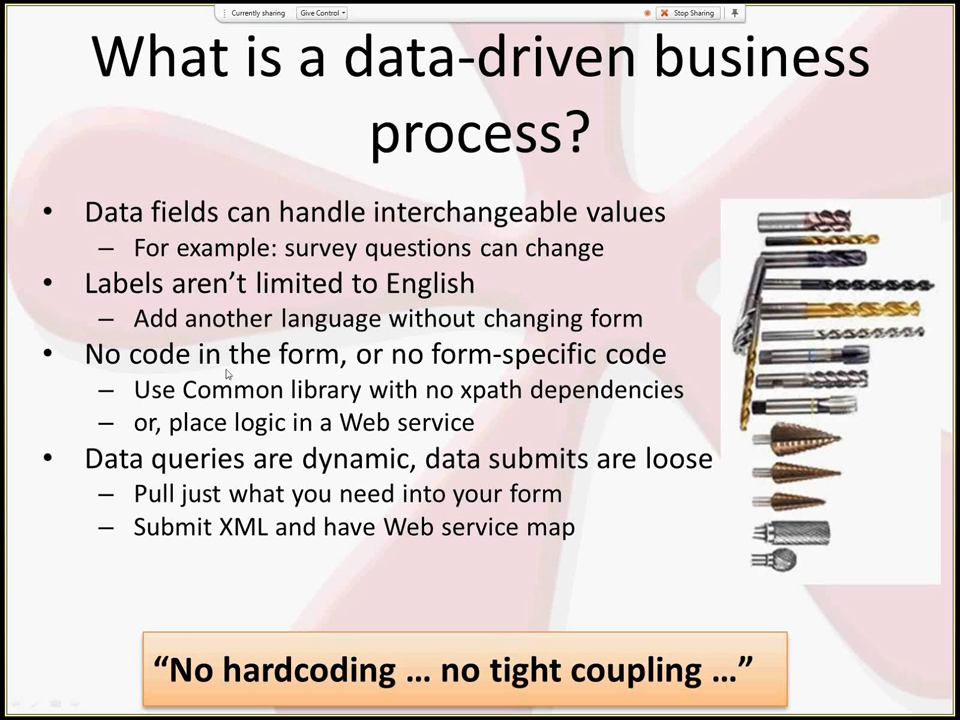 Currently sharing
Give Control
Stop Sharing
What is a data-driven business
process?
• Data fields can handle interchangeable values
– For example: survey questions can change
• Labels aren’t limited to English
– Add another language without changing form
• No code in the form, or no form-specific code
– Use Common library with no xpath dependencies
– or, place logic in a Web service
• Data queries are dynamic, data submits are loose
– Pull just what you need into your form
– Submit XML and have Web service map
“No hardcoding … no tight coupling …”